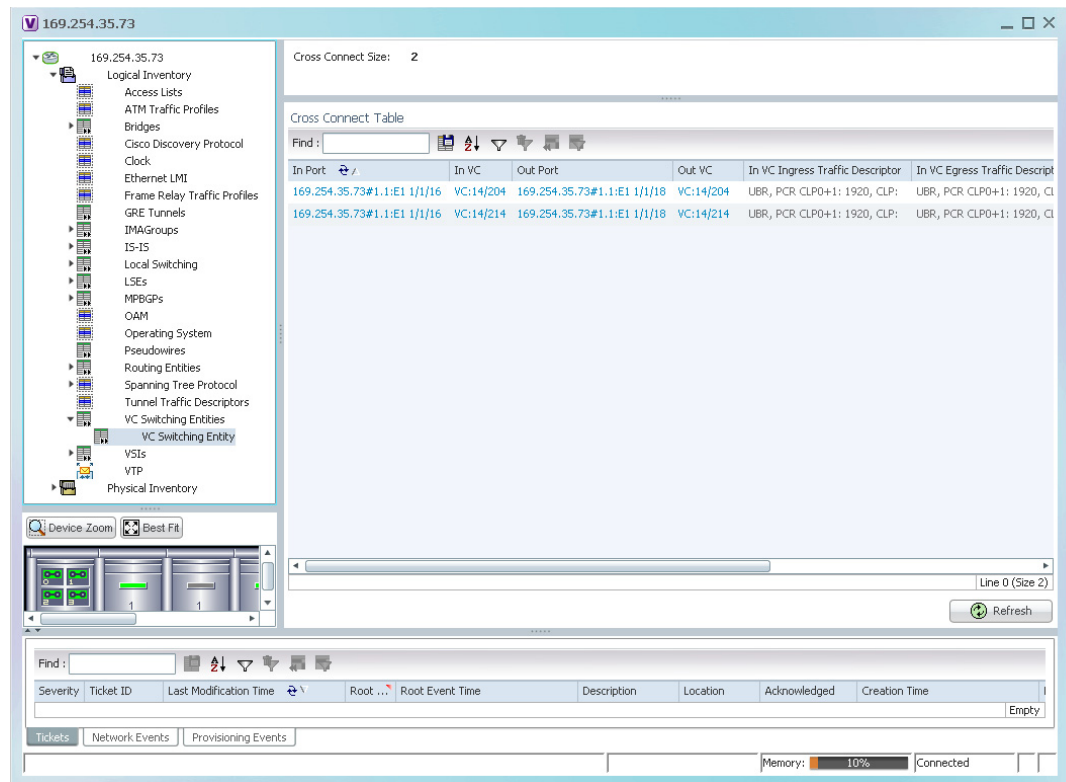 169.254.35.73
169.254.35.73
Logical Inventory
Access Lists
ATM Traffic Profiles
Bridges
Cisco Discovery Protocol
Clock
Ethernet LMI
Frame Relay Traffic Profiles
GRE Tunnels
IMAGroups
IS-IS
Local Switching
LSEs
MPBGPs
OAM
Operating System
Pseudowires
Routing Entities
Spanning Tree Protocol
Tunnel Traffic Descriptors
VC Switching Entities
VC Switching Entity
VSIs
VTP
Physical Inventory
Device Zoom Best Fit
1 1
Cross Connect Size: 2
Cross Connect Table
Find :
In Port In VC Out Port Out VC In VC Ingress Traffic Descriptor In VC Egress Traffic Descript
169.254.35.73#1.1:E1 1/1/16 VC:14/204 169.254.35.73#1.1:E1 1/1/18 VC:14/204 UBR, PCR CLP0+1: 1920, CLP: UBR, PCR CLP0+1: 1920, CL
169.254.35.73#1.1:E1 1/1/16 VC:14/214 169.254.35.73#1.1:E1 1/1/18 VC:14/214 UBR, PCR CLP0+1: 1920, CLP: UBR, PCR CLP0+1: 1920, CL
Line 0 (Size 2)
Refresh
Find :
Severity Ticket ID Last Modification Time Root ... Root Event Time Description Location Acknowledged Creation Time
Empty
Tickets Network Events Provisioning Events
Memory: 10% Connected